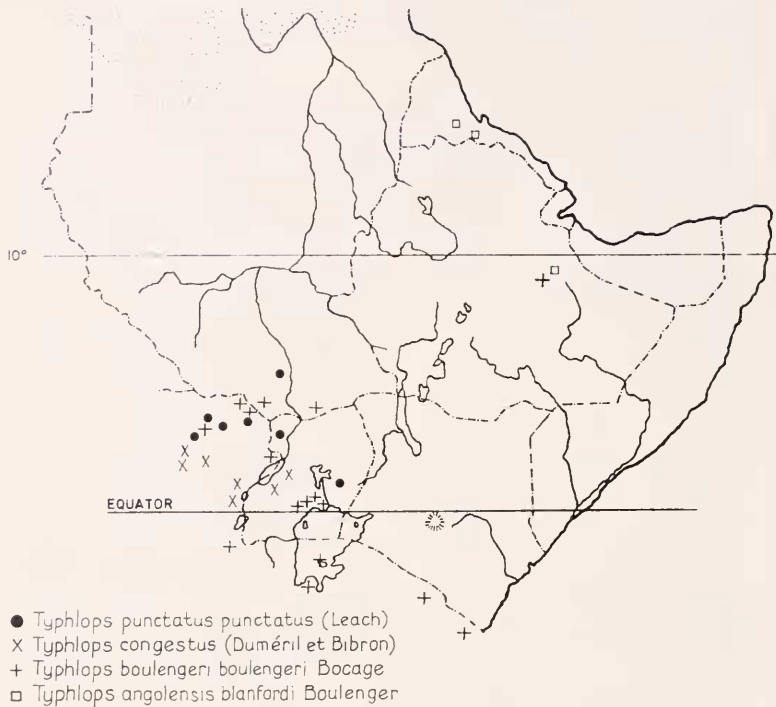 10°
EQUATOR
● Typhlops punctatus punctatus (Leach)
X Typhlops congestus (Duméril et Bibron)
+ Typhlops boulengeri boulengeri Bocage
□ Typhlops angolensis blanfordi Boulenger